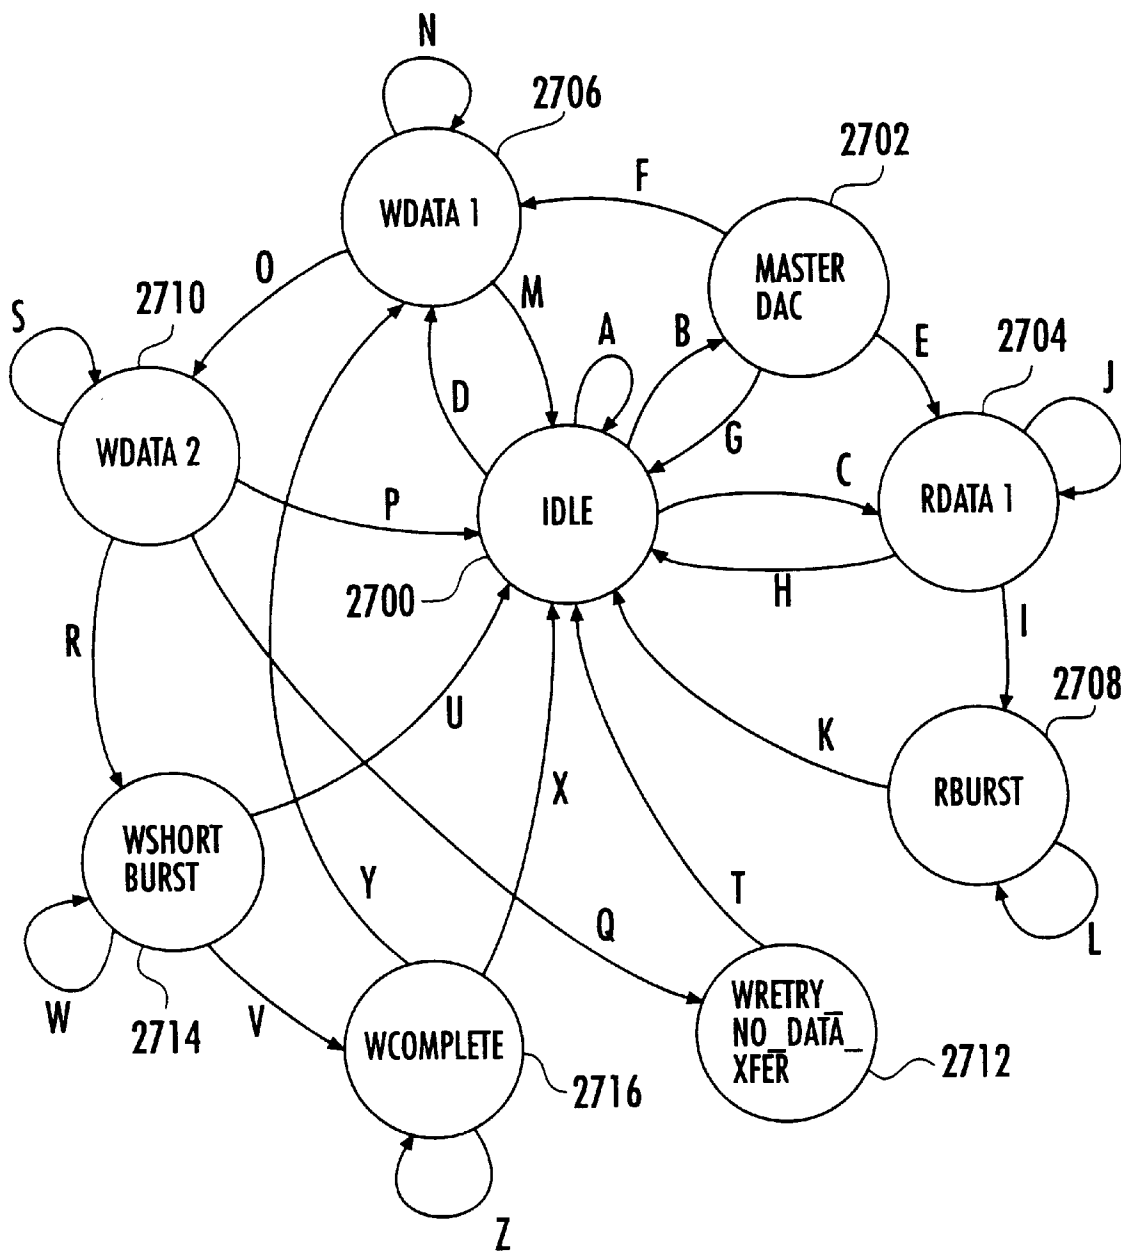 N
2706
2702
F
WDATA 1
MASTER
DAC
O
M
2710
A
B
E
2704
J
S
D
G
WDATA 2
C
P
IDLE
RDATA 1
2700
H
R
I
U
2708
K
X
RBURST
WSHORT
BURST
Y
T
Q
L
W
V
2714
WCOMPLETE
WRETRY_
NO_DATA_
XFER
2716
2712
Z